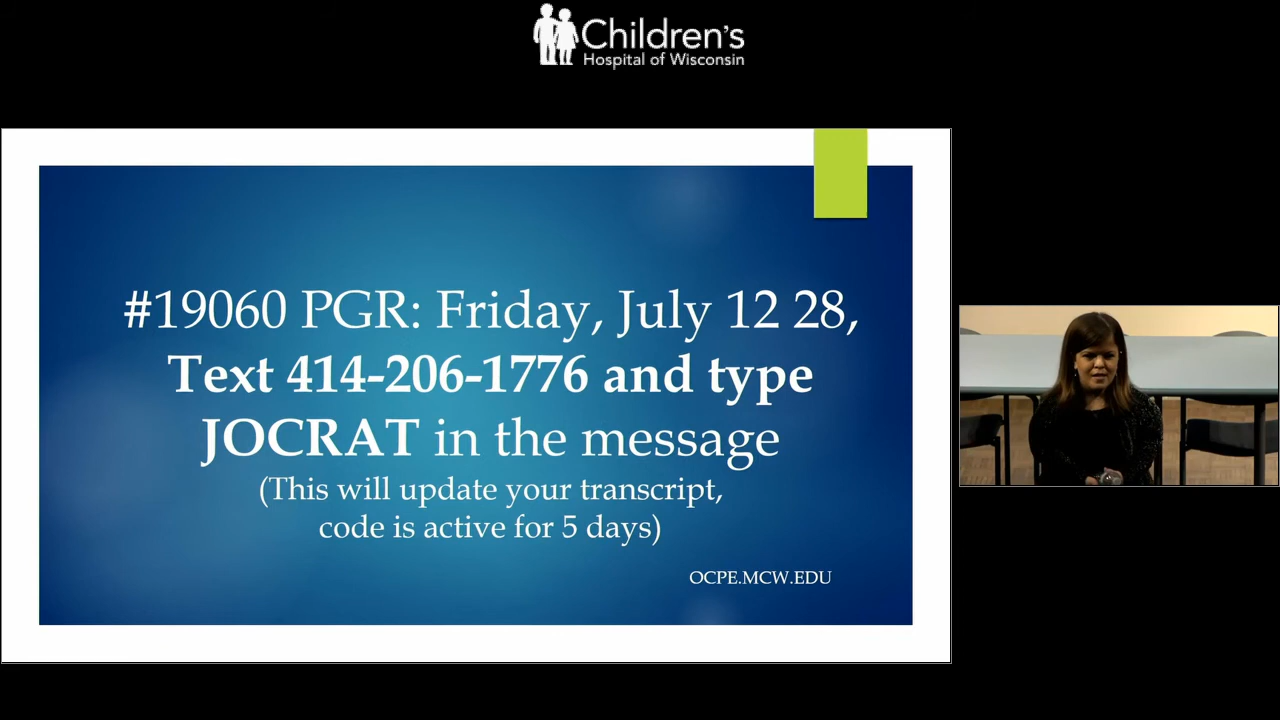 Children's
Hospital of Wisconsin
#19060 PGR: Friday, July 12 28,
Text 414-206-1776 and type
JOCRAT in the message
(This will update your transcript,
code is active for 5 days)
OCPE.MCW.EDU